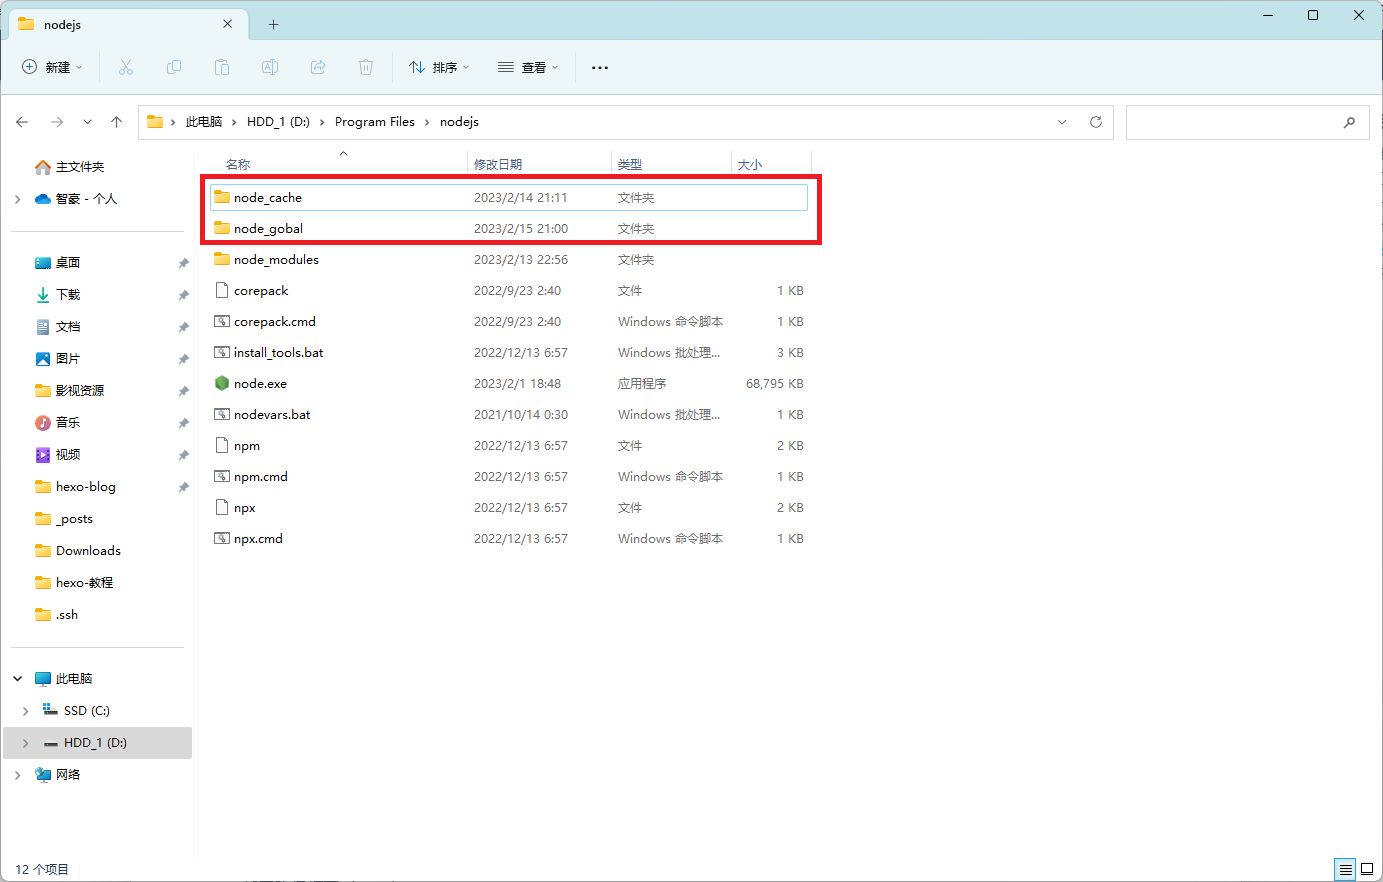 nodejs
新建
排序
查看
此电脑 > HDD_1 (D:) > Program Files > nodejs
主文件夹
智豪 - 个人
桌面
下载
文档
图片
影视资源
音乐
视频
hexo-blog
_posts
Downloads
hexo-教程
.ssh
此电脑
SSD (C:)
HDD_1 (D:)
网络
名称 修改日期 类型 大小
node_cache 2023/2/14 21:11 文件夹
node_gobal 2023/2/15 21:00 文件夹
node_modules 2023/2/13 22:56 文件夹
corepack 2022/9/23 2:40 文件 1 KB
corepack.cmd 2022/9/23 2:40 Windows 命令脚本 1 KB
install_tools.bat 2022/12/13 6:57 Windows 批处理... 3 KB
node.exe 2023/2/1 18:48 应用程序 68,795 KB
nodevars.bat 2021/10/14 0:30 Windows 批处理... 1 KB
npm 2022/12/13 6:57 文件 2 KB
npm.cmd 2022/12/13 6:57 Windows 命令脚本 1 KB
npx 2022/12/13 6:57 文件 2 KB
npx.cmd 2022/12/13 6:57 Windows 命令脚本 1 KB
12 个项目